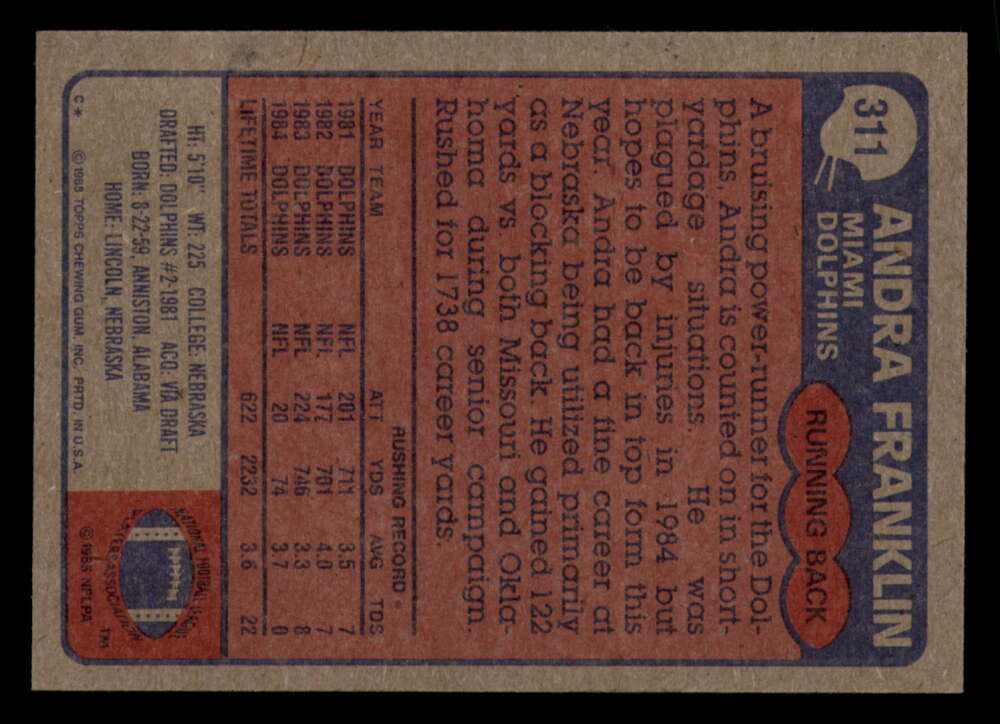 311
ANDRA FRANKLIN
MIAMI
DOLPHINS
RUNNING BACK
A bruising power-runner for the Dol-
phins, Andra is counted on in short-
yardage situations. He was
plagued by injuries in 1984 but
hopes to be back in top form this
year. Andra had a fine career at
Nebraska being utilized primarily
as a blocking back. He gained 122
yards vs. both Missouri and Okla-
homa during senior campaign.
Rushed for 1738 career yards.
RUSHING RECORD
YEAR TEAM ATT YDS AVG TDS
1981 DOLPHINS NFL 201 711 3.5 7
1982 DOLPHINS NFL 177 701 4.0 7
1983 DOLPHINS NFL 224 746 3.3 8
1984 DOLPHINS NFL 20 74 3.7 0
LIFETIME TOTALS 622 2232 3.6 22
HT: 5'10" WT: 225 COLLEGE: NEBRASKA
DRAFTED: DOLPHINS #2-1981 ACQ: VIA DRAFT
BORN: 8-22-59, ANNISTON, ALABAMA
HOME: LINCOLN, NEBRASKA
C* © 1985 TOPPS CHEWING GUM, INC. PRTD. IN U.S.A.
NATIONAL FOOTBALL LEAGUE
PLAYERS ASSOCIATION
TM
© 1985 NFLPA